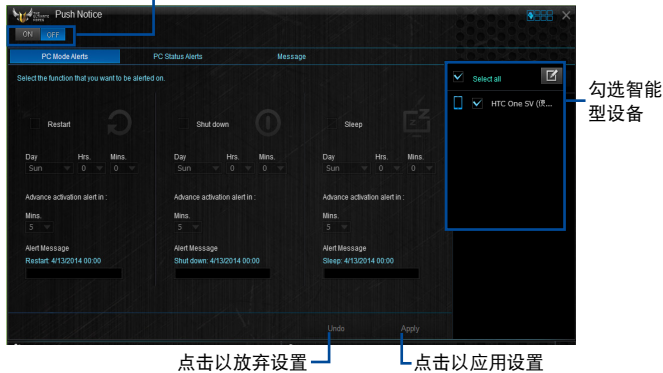 THE ULTIMATE FORCE Push Notice
ON OFF
PC Mode Alerts PC Status Alerts Message
Select the function that you want to be alerted on.
Select all
HTC One SV (使...
勾选智能
型设备
Restart Shut down Sleep
Day Hrs. Mins. Day Hrs. Mins. Day Hrs. Mins.
Sun 0 0 Sun 0 0 Sun 0 0
Advance activation alert in : Advance activation alert in : Advance activation alert in :
Mins. Mins. Mins.
5 5 5
Alert Message Alert Message Alert Message
Restart: 4/13/2014 00:00 Shut down: 4/13/2014 00:00 Sleep: 4/13/2014 00:00
Undo Apply
点击以放弃设置 点击以应用设置